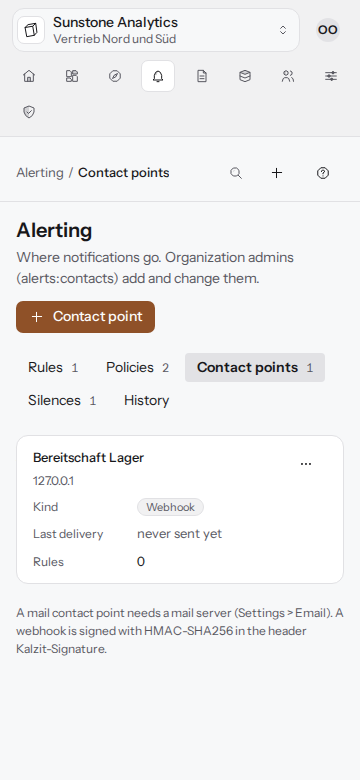 Sunstone Analytics
Vertrieb Nord und Süd
OO
Alerting / Contact points
Alerting
Where notifications go. Organization admins
(alerts:contacts) add and change them.
+ Contact point
Rules 1 Policies 2 Contact points 1
Silences 1 History
Bereitschaft Lager
127.0.0.1
Kind Webhook
Last delivery never sent yet
Rules 0
A mail contact point needs a mail server (Settings > Email). A
webhook is signed with HMAC-SHA256 in the header
Kalzit-Signature.